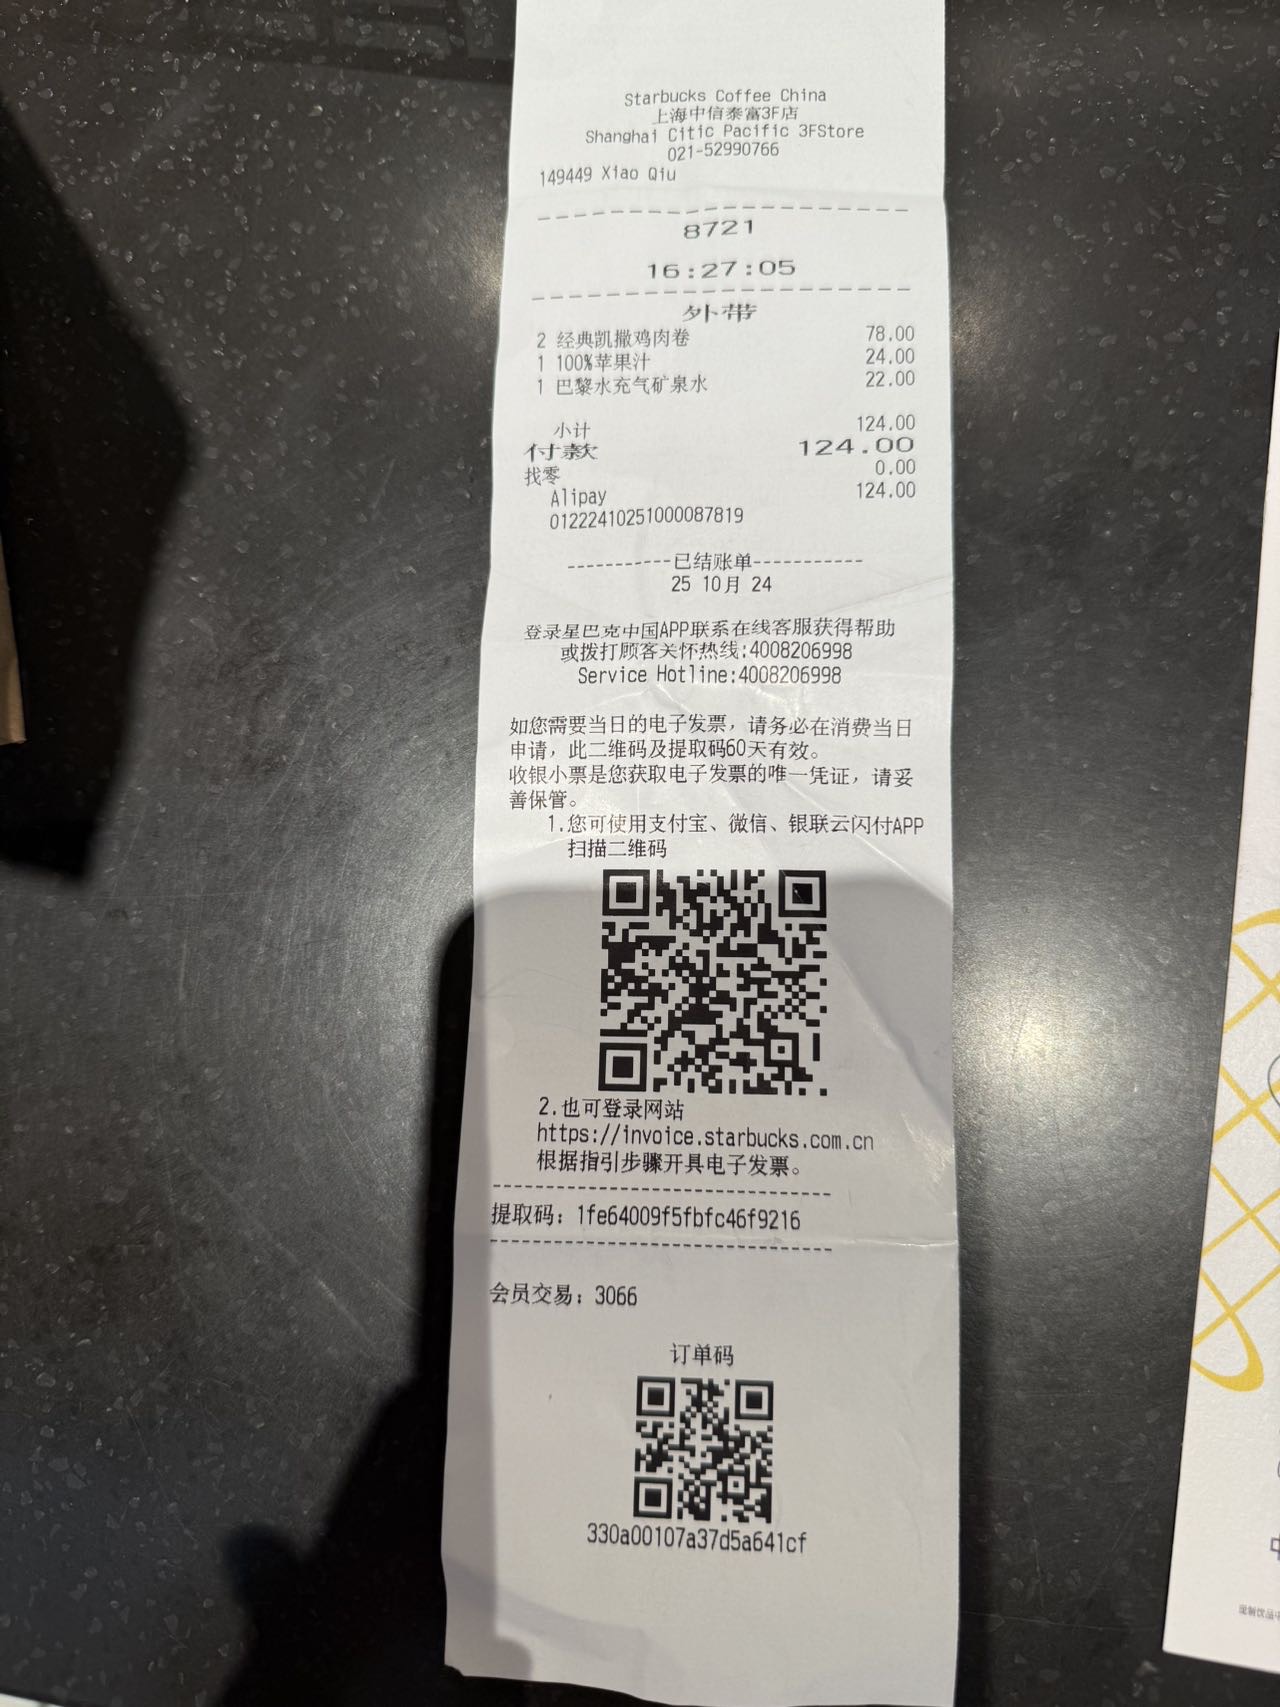 Starbucks Coffee China
上海中信泰富3F店
Shanghai Citic Pacific 3FStore
021-52990766
149449 Xiao Qiu
8721
16:27:05
外带
2 经典凯撒鸡肉卷 78.00
1 100%苹果汁 24.00
1 巴黎水充气矿泉水 22.00
小计 124.00
付款 124.00
找零 0.00
Alipay 124.00
01222410251000087819
-----------已结账单-----------
25 10月 24
登录星巴克中国APP联系在线客服获得帮助
或拨打顾客关怀热线:4008206998
Service Hotline:4008206998
如您需要当日的电子发票，请务必在消费当日
申请，此二维码及提取码60天有效。
收银小票是您获取电子发票的唯一凭证，请妥
善保管。
1.您可使用支付宝、微信、银联云闪付APP
扫描二维码
2.也可登录网站
https://invoice.starbucks.com.cn
根据指引步骤开具电子发票。
提取码：1fe64009f5fbfc46f9216
会员交易：3066
订单码
330a00107a37d5a641cf